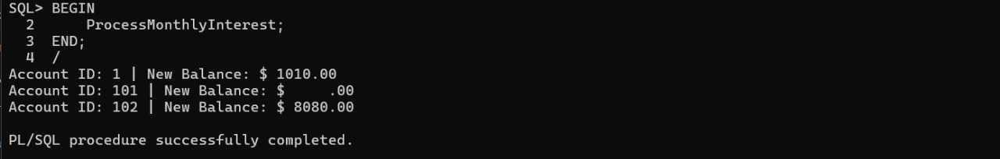 SQL> BEGIN
  2      ProcessMonthlyInterest;
  3  END;
  4  /
Account ID: 1 | New Balance: $ 1010.00
Account ID: 101 | New Balance: $     .00
Account ID: 102 | New Balance: $ 8080.00

PL/SQL procedure successfully completed.